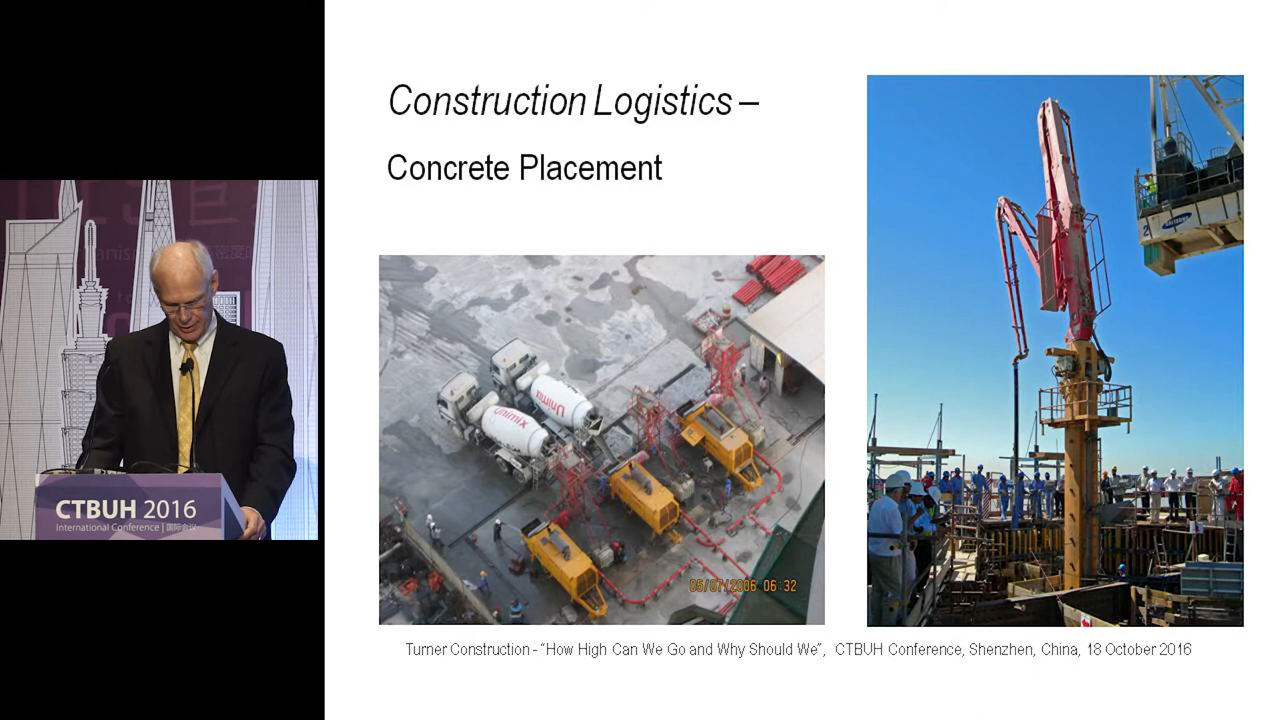 Construction Logistics –
Concrete Placement
Unimix
Unimix
SAMSUNG
05/07/2006 06:32
CTBUH 2016
International Conference | 国际会议
Turner Construction - “How High Can We Go and Why Should We”, CTBUH Conference, Shenzhen, China, 18 October 2016